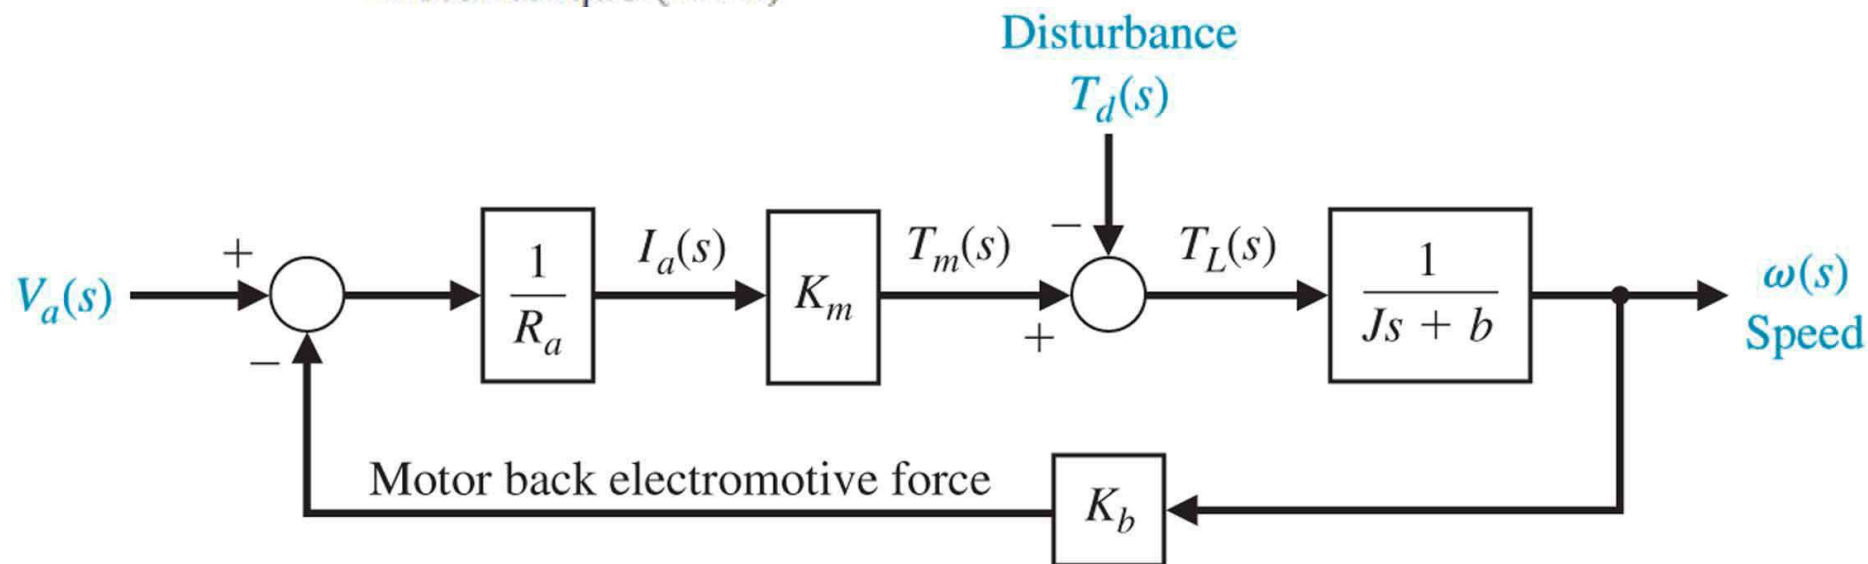 Disturbance
T_d(s)
V_a(s)
+
−
1
R_a
I_a(s)
K_m
T_m(s)
−
+
T_L(s)
1
Js + b
ω(s)
Speed
Motor back electromotive force
K_b